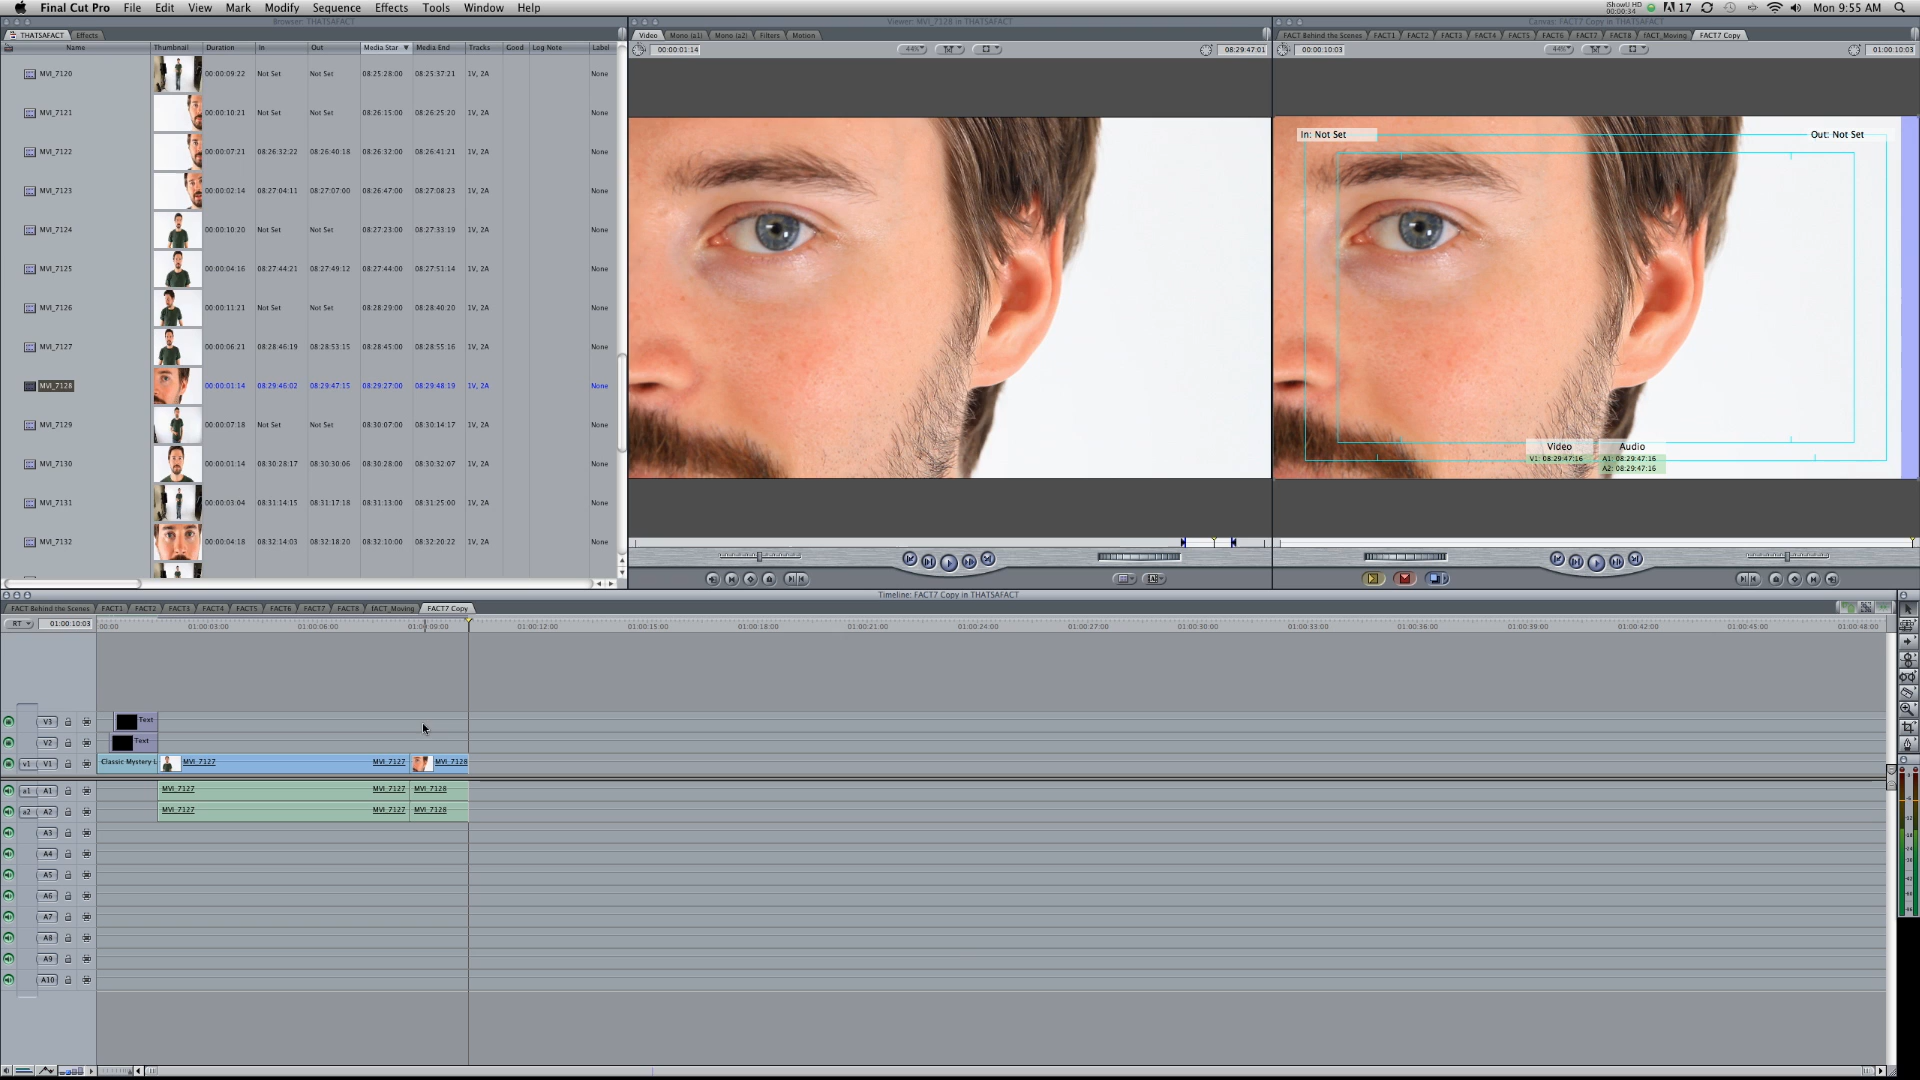 Final Cut Pro File Edit View Mark Modify Sequence Effects Tools Window Help
iShowU HD 00:00:34 17 Mon 9:55 AM
Browser: THATSAFACT
Viewer: MVI_7128 in THATSAFACT
Canvas: FACT7 Copy in THATSAFACT
THATSAFACT Effects
Video Mono (a1) Mono (a2) Filters Motion
FACT Behind the Scenes FACT1 FACT2 FACT3 FACT4 FACT5 FACT6 FACT7 FACT8 fACT_Moving FACT7 Copy
Name Thumbnail Duration In Out Media Star Media End Tracks Good Log Note Label
00:00:01:14 44% 08:29:47:01
00:00:10:03 44% 01:00:10:03
MVI_7120 00:00:09:22 Not Set Not Set 08:25:28:00 08:25:37:21 1V, 2A None
MVI_7121 00:00:10:21 Not Set Not Set 08:26:15:00 08:26:25:20 1V, 2A None
MVI_7122 00:00:07:21 08:26:32:22 08:26:40:18 08:26:32:00 08:26:41:21 1V, 2A None
MVI_7123 00:00:02:14 08:27:04:11 08:27:07:00 08:26:47:00 08:27:08:23 1V, 2A None
MVI_7124 00:00:10:20 Not Set Not Set 08:27:23:00 08:27:33:19 1V, 2A None
MVI_7125 00:00:04:16 08:27:44:21 08:27:49:12 08:27:44:00 08:27:51:14 1V, 2A None
MVI_7126 00:00:11:21 Not Set Not Set 08:28:29:00 08:28:40:20 1V, 2A None
MVI_7127 00:00:06:21 08:28:46:19 08:28:53:15 08:28:45:00 08:28:55:16 1V, 2A None
MVI_7128 00:00:01:14 08:29:46:02 08:29:47:15 08:29:27:00 08:29:48:19 1V, 2A None
MVI_7129 00:00:07:18 Not Set Not Set 08:30:07:00 08:30:14:17 1V, 2A None
MVI_7130 00:00:01:14 08:30:28:17 08:30:30:06 08:30:28:00 08:30:32:07 1V, 2A None
MVI_7131 00:00:03:04 08:31:14:15 08:31:17:18 08:31:13:00 08:31:25:00 1V, 2A None
MVI_7132 00:00:04:18 08:32:14:03 08:32:18:20 08:32:10:00 08:32:20:22 1V, 2A None
In: Not Set Out: Not Set
Video Audio
V1: 08:29:47:16 A1: 08:29:47:16
A2: 08:29:47:16
Timeline: FACT7 Copy in THATSAFACT
FACT Behind the Scenes FACT1 FACT2 FACT3 FACT4 FACT5 FACT6 FACT7 FACT8 fACT_Moving FACT7 Copy
RT 01:00:10:03 00:00 01:00:03:00 01:00:06:00 01:00:09:00 01:00:12:00 01:00:15:00 01:00:18:00 01:00:21:00 01:00:24:00 01:00:27:00 01:00:30:00 01:00:33:00 01:00:36:00 01:00:39:00 01:00:42:00 01:00:45:00 01:00:48:00
V3 Text
V2 Text
v1 V1 Classic Mystery L MVI_7127 MVI_7127 MVI_7128
a1 A1 MVI_7127 MVI_7127 MVI_7128
a2 A2 MVI_7127 MVI_7127 MVI_7128
A3
A4
A5
A6
A7
A8
A9
A10